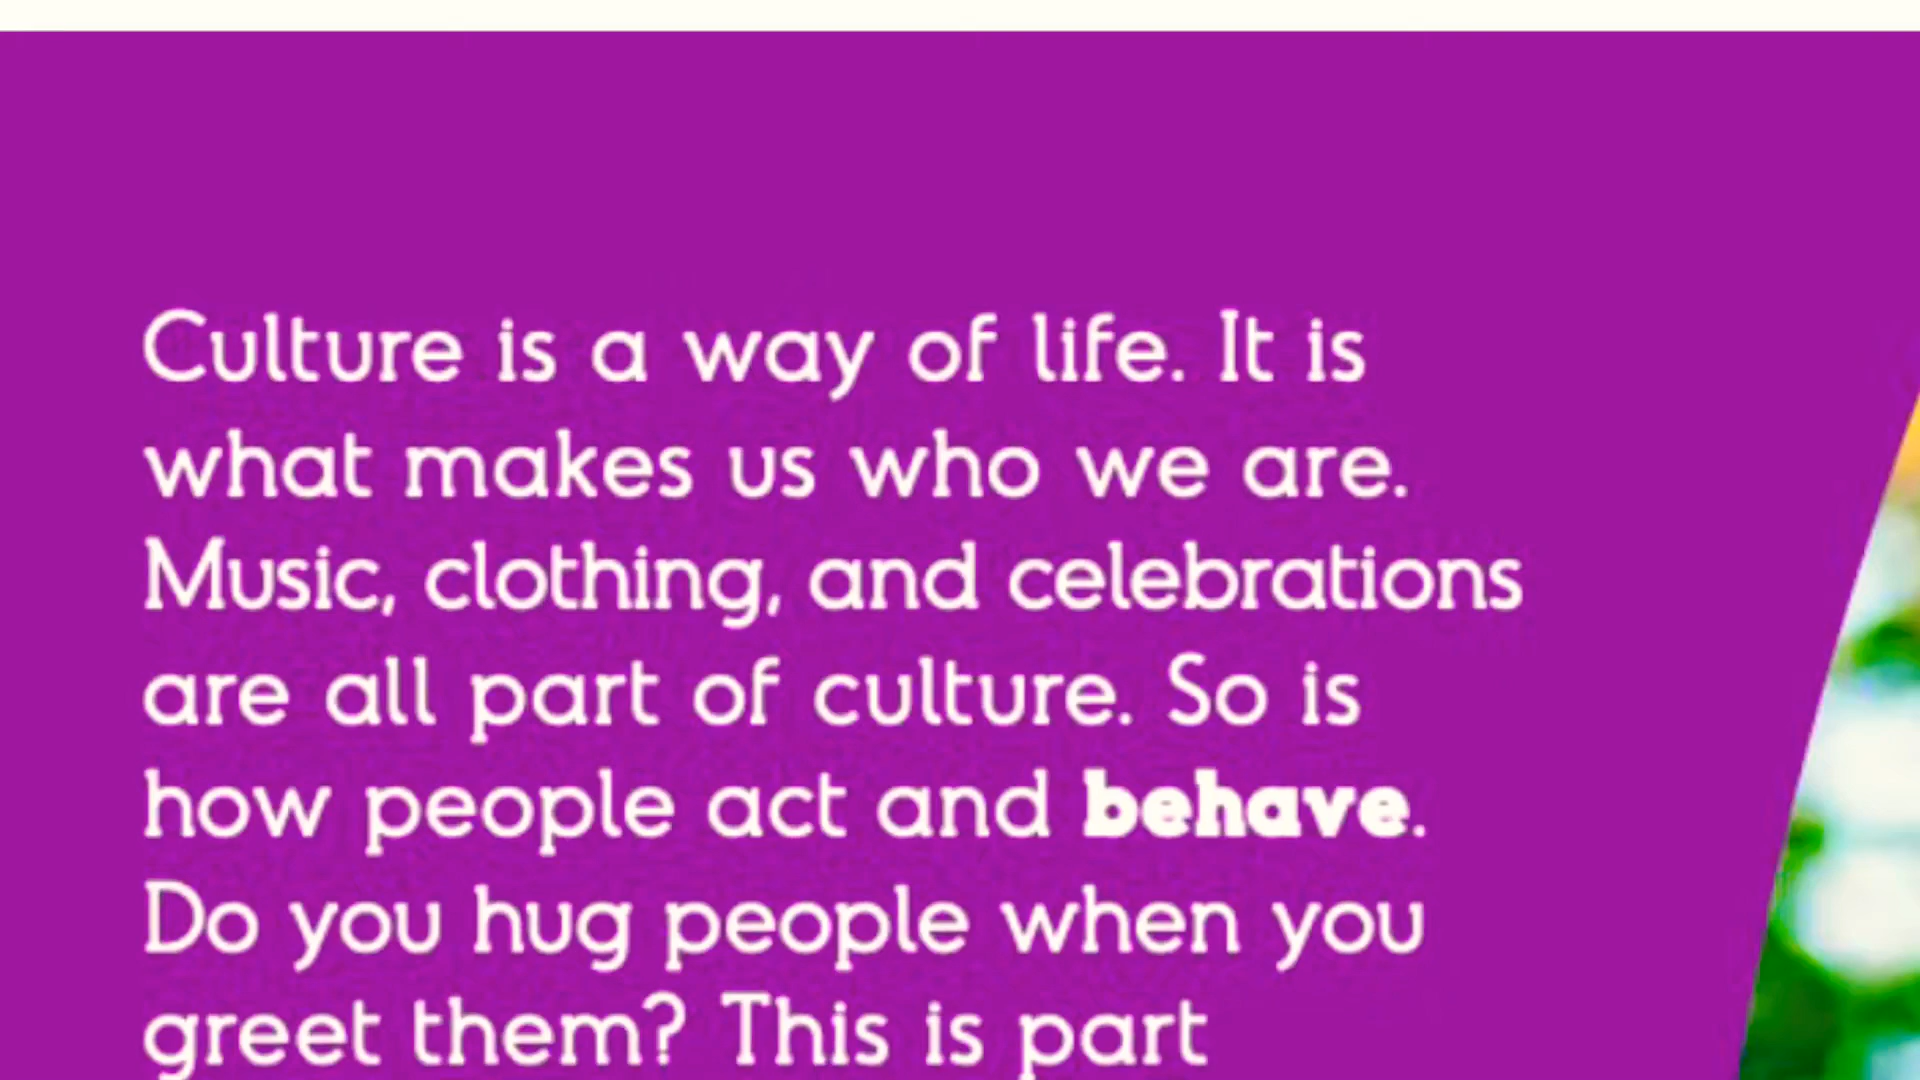 Culture is a way of life. It is
what makes us who we are.
Music, clothing, and celebrations
are all part of culture. So is
how people act and behave.
Do you hug people when you
greet them? This is part